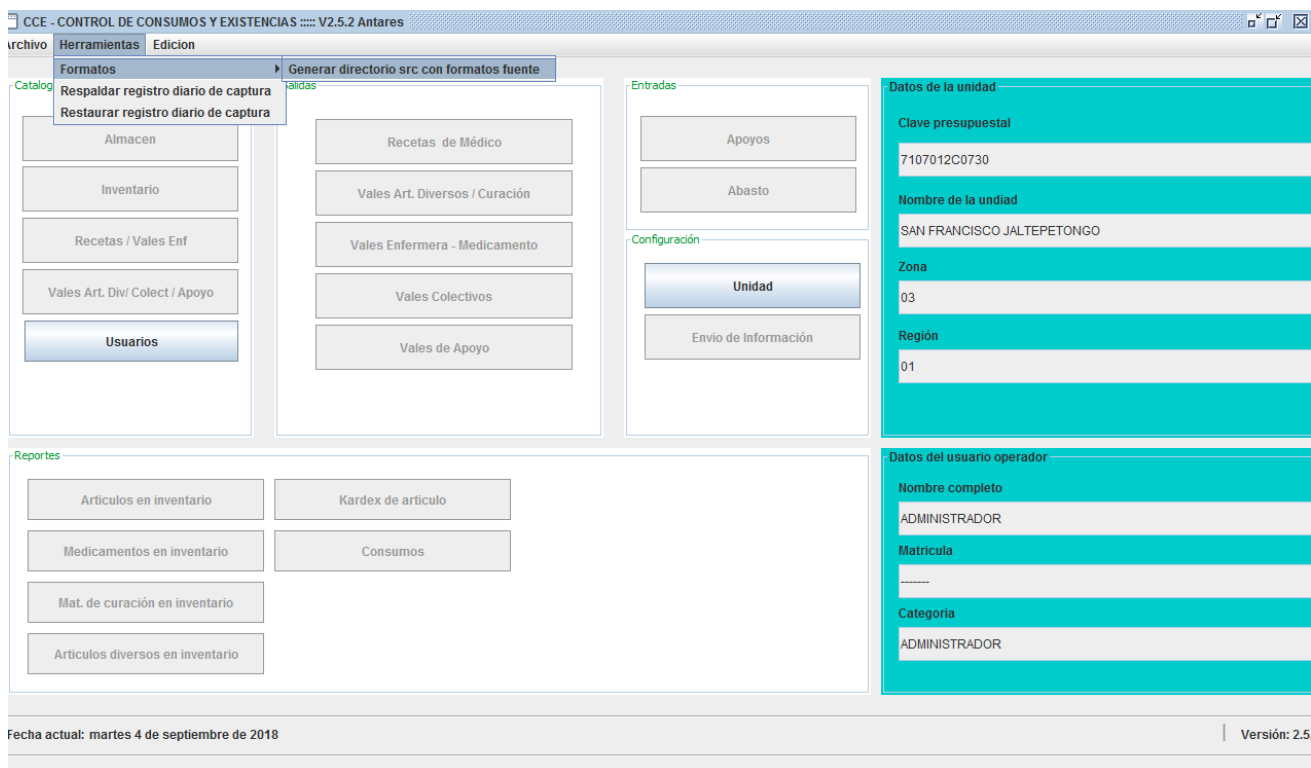 CCE - CONTROL DE CONSUMOS Y EXISTENCIAS ::::: V2.5.2 Antares
Archivo Herramientas Edicion
Formatos
Generar directorio src con formatos fuente
Respaldar registro diario de captura
Restaurar registro diario de captura
Catalog
Almacen
Inventario
Recetas / Vales Enf
Vales Art. Div/ Colect / Apoyo
Usuarios
Salidas
Recetas de Médico
Vales Art. Diversos / Curación
Vales Enfermera - Medicamento
Vales Colectivos
Vales de Apoyo
Entradas
Apoyos
Abasto
Configuración
Unidad
Envio de Información
Datos de la unidad
Clave presupuestal
7107012C0730
Nombre de la undiad
SAN FRANCISCO JALTEPETONGO
Zona
03
Región
01
Reportes
Articulos en inventario
Kardex de articulo
Medicamentos en inventario
Consumos
Mat. de curación en inventario
Articulos diversos en inventario
Datos del usuario operador
Nombre completo
ADMINISTRADOR
Matricula
-------
Categoria
ADMINISTRADOR
Fecha actual: martes 4 de septiembre de 2018
Versión: 2.5.